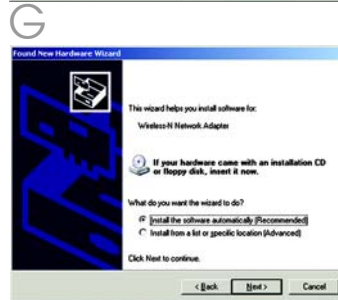 G
Found New Hardware Wizard
This wizard helps you install software for:
Wireless-N Network Adapter
If your hardware came with an installation CD
or floppy disk, insert it now.
What do you want the wizard to do?
Install the software automatically (Recommended)
Install from a list or specific location (Advanced)
Click Next to continue.
< Back
Next >
Cancel